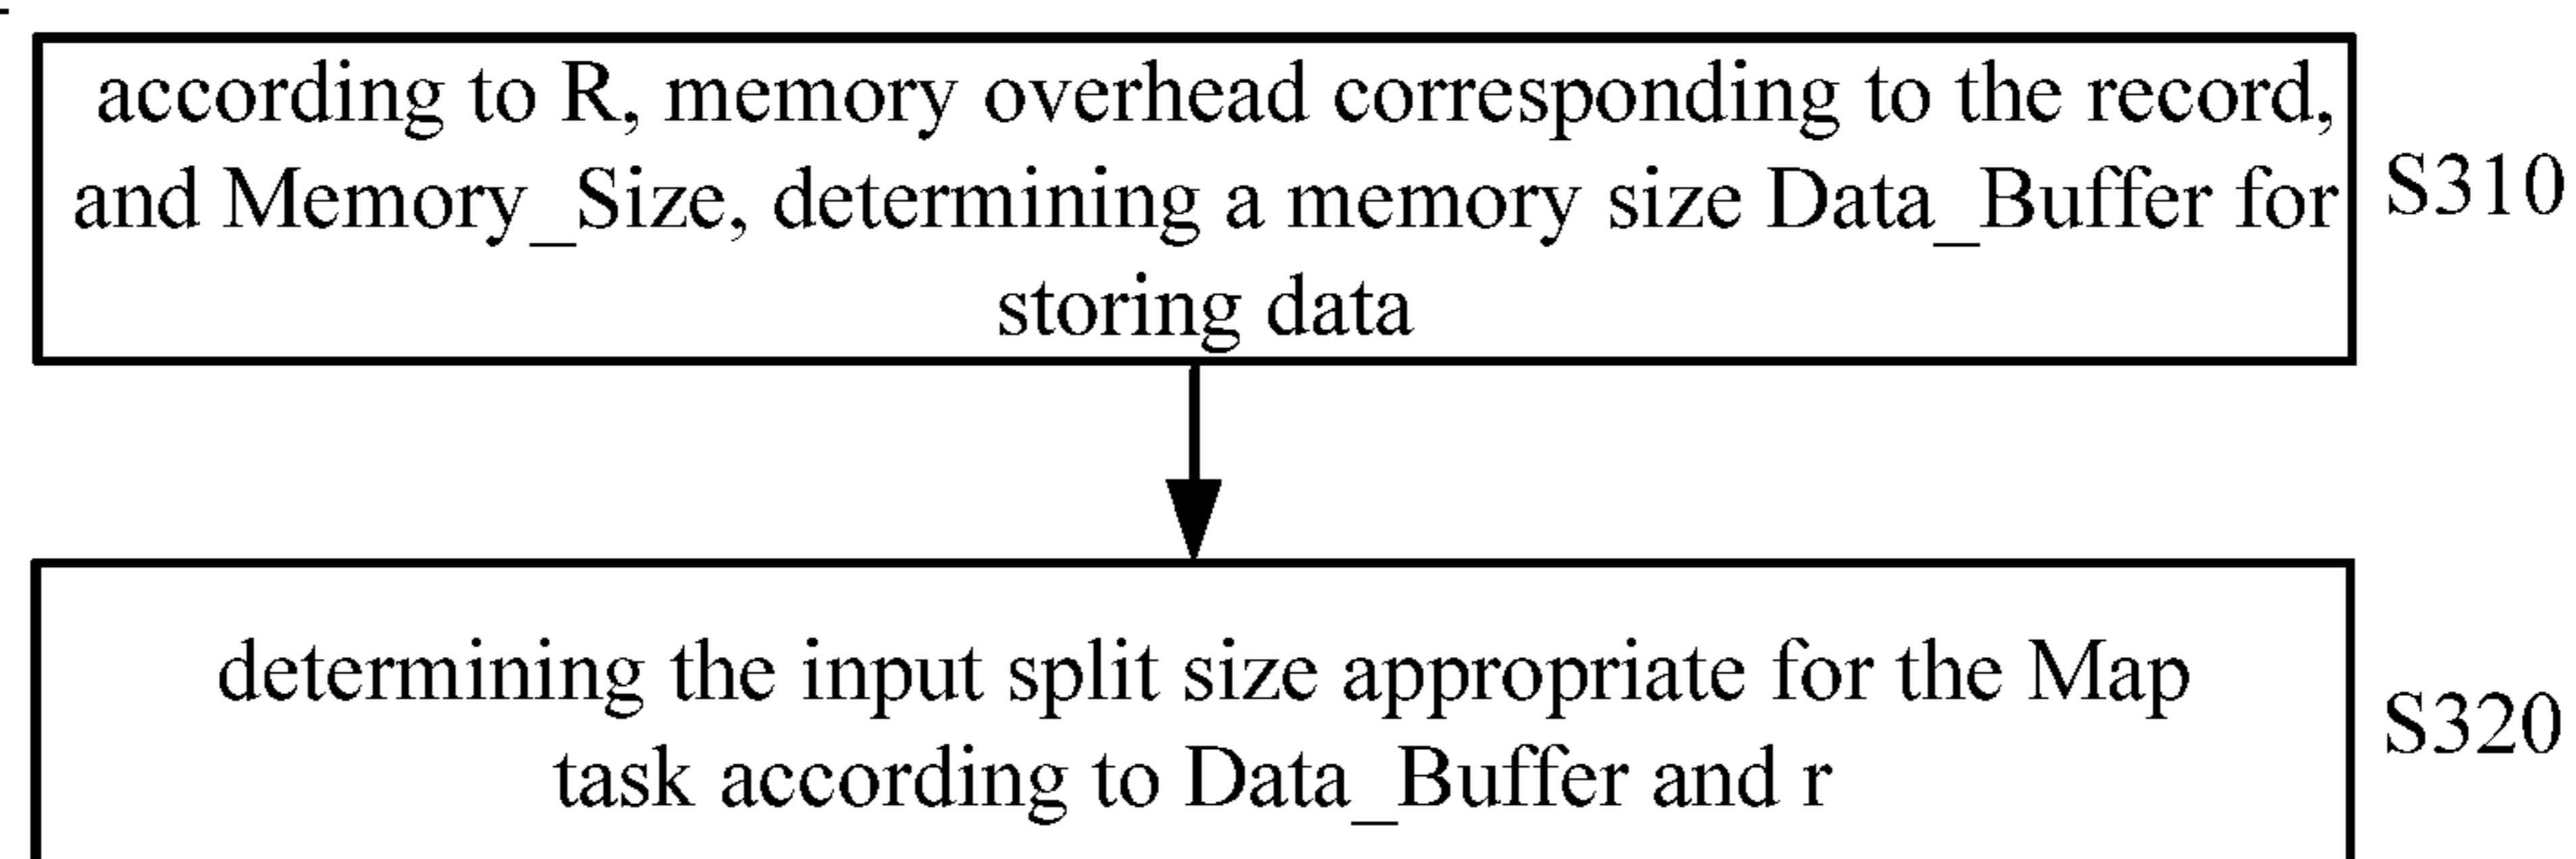 according to R, memory overhead corresponding to the record,
and Memory_Size, determining a memory size Data_Buffer for
storing data
S310
determining the input split size appropriate for the Map
task according to Data_Buffer and r
S320